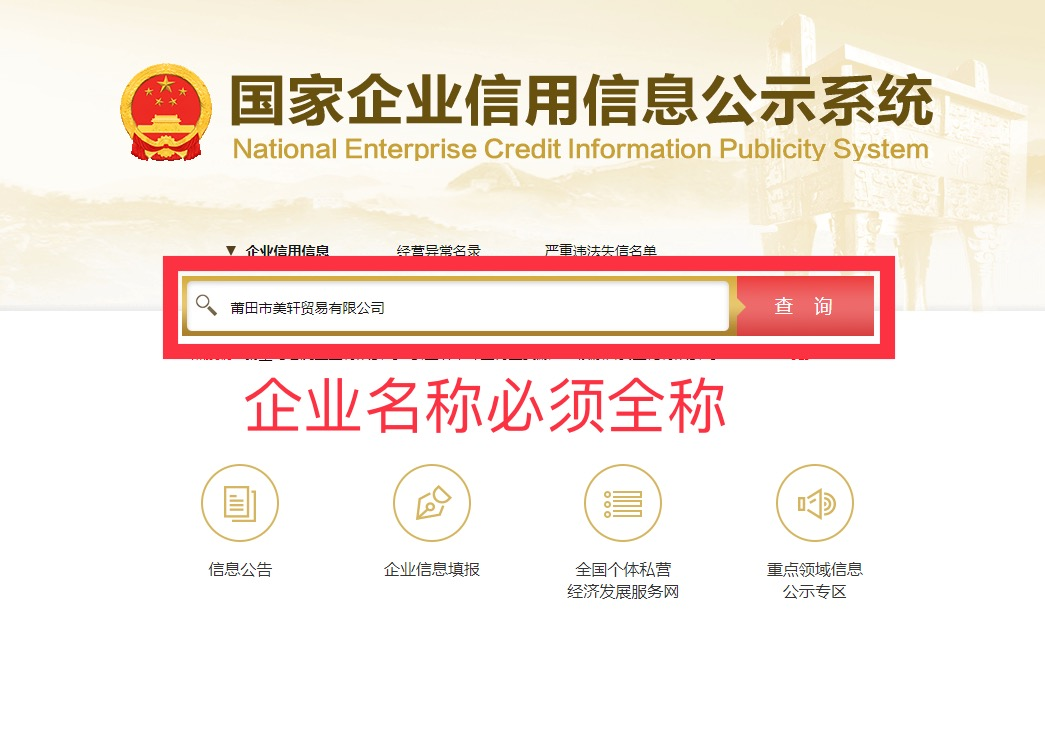 国家企业信用信息公示系统
National Enterprise Credit Information Publicity System
企业信用信息 经营异常名录 严重违法失信名单
莆田市美轩贸易有限公司 查 询
企业名称必须全称
信息公告 企业信息填报 全国个体私营 重点领域信息
经济发展服务网 公示专区